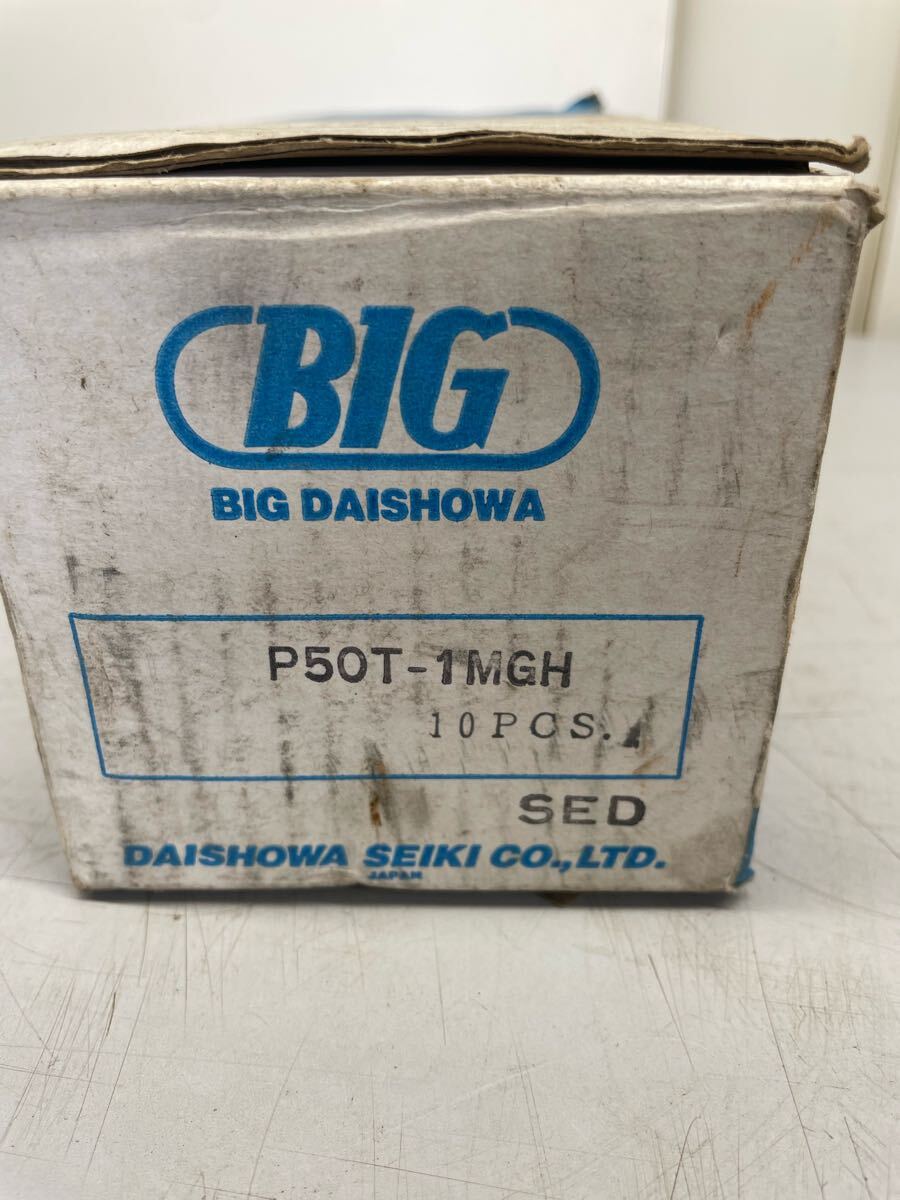 BIG
BIG DAISHOWA
P50T-1MGH
10PCS.
SED
DAISHOWA SEIKI CO.,LTD.
JAPAN